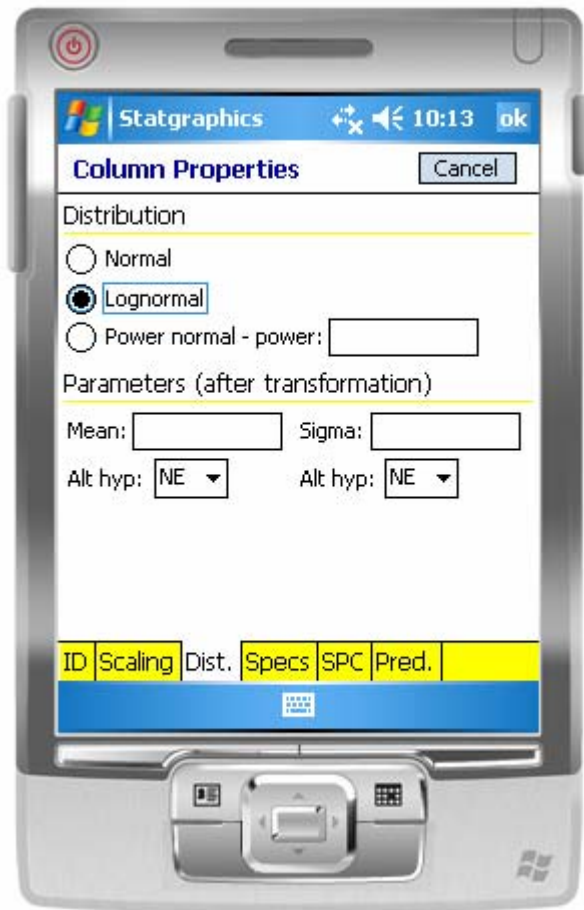 Statgraphics 10:13 ok
Column Properties Cancel
Distribution
Normal
Lognormal
Power normal - power:
Parameters (after transformation)
Mean: Sigma:
Alt hyp: NE Alt hyp: NE
ID Scaling Dist. Specs SPC Pred.